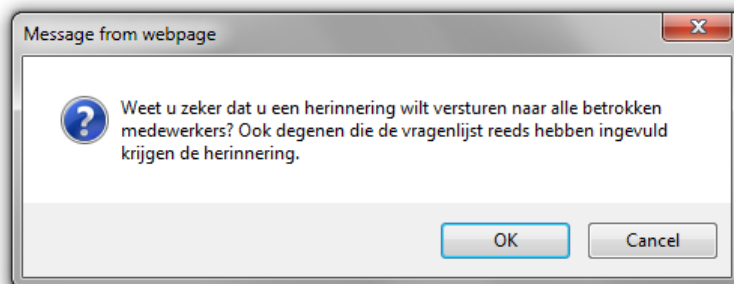 Message from webpage
Weet u zeker dat u een herinnering wilt versturen naar alle betrokken
medewerkers? Ook degenen die de vragenlijst reeds hebben ingevuld
krijgen de herinnering.
OK Cancel